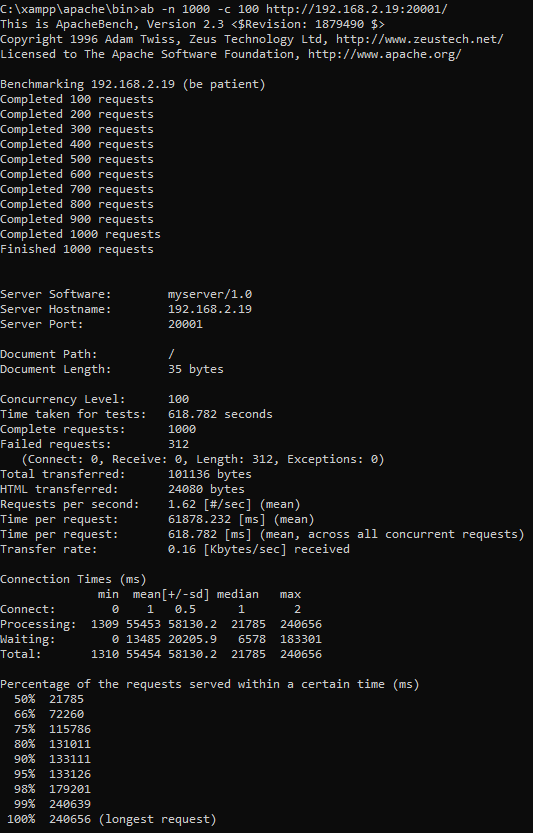 C:\xampp\apache\bin>ab -n 1000 -c 100 http://192.168.2.19:20001/
This is ApacheBench, Version 2.3 <$Revision: 1879490 $>
Copyright 1996 Adam Twiss, Zeus Technology Ltd, http://www.zeustech.net/
Licensed to The Apache Software Foundation, http://www.apache.org/

Benchmarking 192.168.2.19 (be patient)
Completed 100 requests
Completed 200 requests
Completed 300 requests
Completed 400 requests
Completed 500 requests
Completed 600 requests
Completed 700 requests
Completed 800 requests
Completed 900 requests
Completed 1000 requests
Finished 1000 requests


Server Software:        myserver/1.0
Server Hostname:        192.168.2.19
Server Port:            20001

Document Path:          /
Document Length:        35 bytes

Concurrency Level:      100
Time taken for tests:   618.782 seconds
Complete requests:      1000
Failed requests:        312
   (Connect: 0, Receive: 0, Length: 312, Exceptions: 0)
Total transferred:      101136 bytes
HTML transferred:       24080 bytes
Requests per second:    1.62 [#/sec] (mean)
Time per request:       61878.232 [ms] (mean)
Time per request:       618.782 [ms] (mean, across all concurrent requests)
Transfer rate:          0.16 [Kbytes/sec] received

Connection Times (ms)
              min  mean[+/-sd] median   max
Connect:        0    1   0.5      1       2
Processing:  1309 55453 58130.2  21785  240656
Waiting:        0 13485 20205.9   6578  183301
Total:       1310 55454 58130.2  21785  240656

Percentage of the requests served within a certain time (ms)
  50%  21785
  66%  72260
  75%  115786
  80%  131011
  90%  133111
  95%  133126
  98%  179201
  99%  240639
 100%  240656 (longest request)